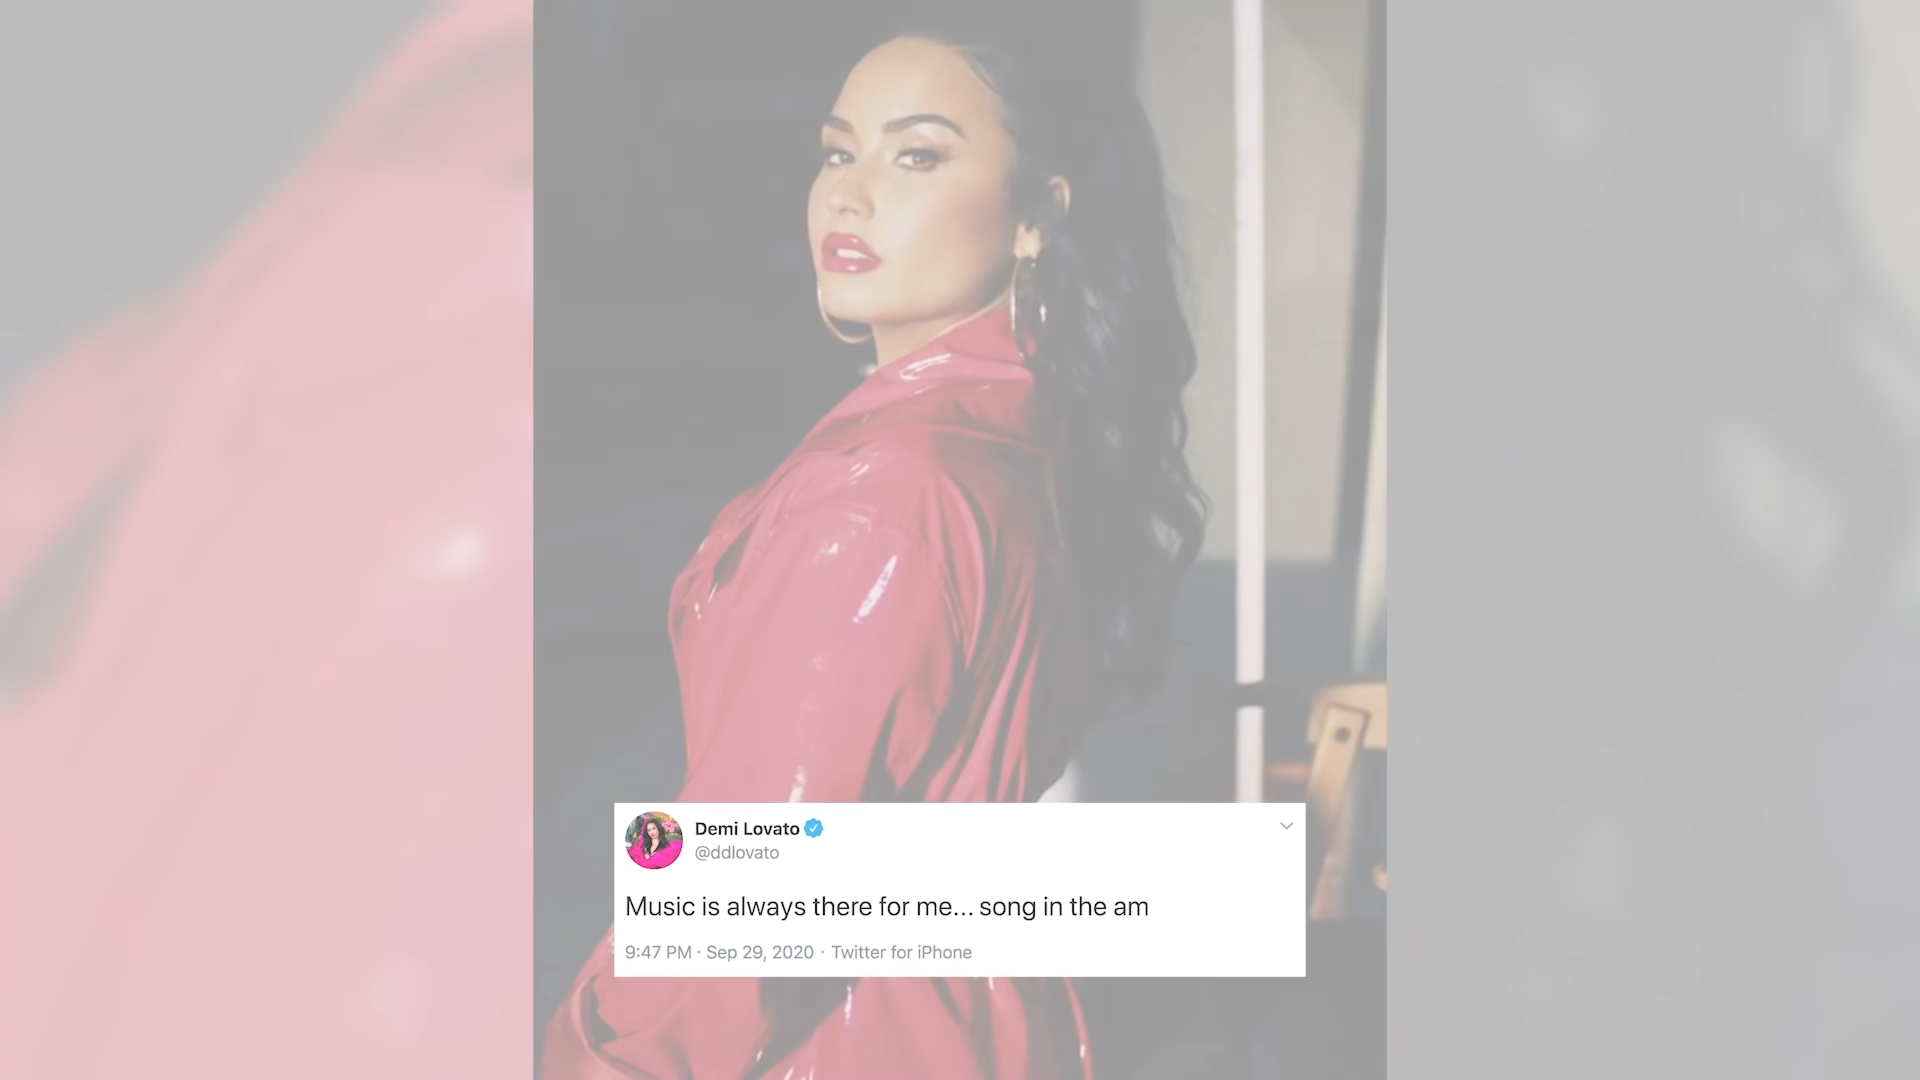 Demi Lovato
@ddlovato
Music is always there for me... song in the am
9:47 PM · Sep 29, 2020 · Twitter for iPhone